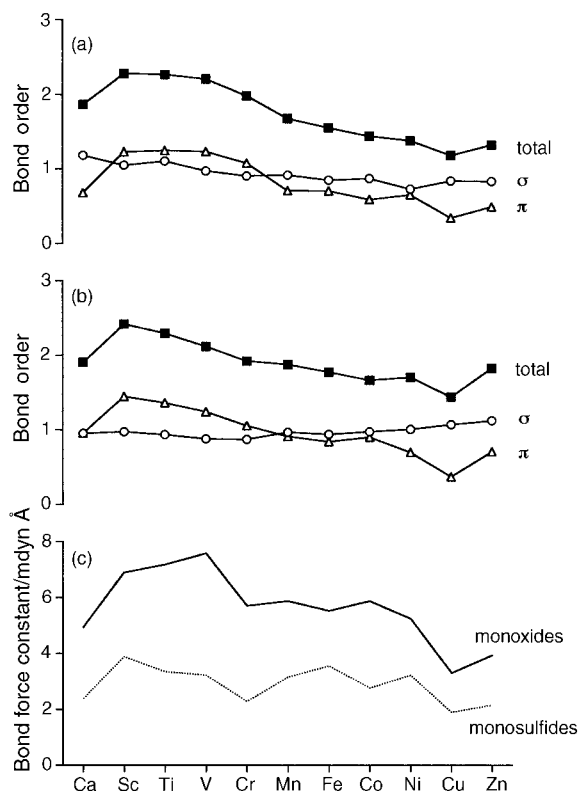 3
(a)
2
Bond order
total
1
σ
π
0
3
(b)
2
Bond order
total
1
σ
π
0
8
(c)
6
Bond force constant/mdyn Å
monoxides
4
2
monosulfides
0
Ca Sc Ti V Cr Mn Fe Co Ni Cu Zn